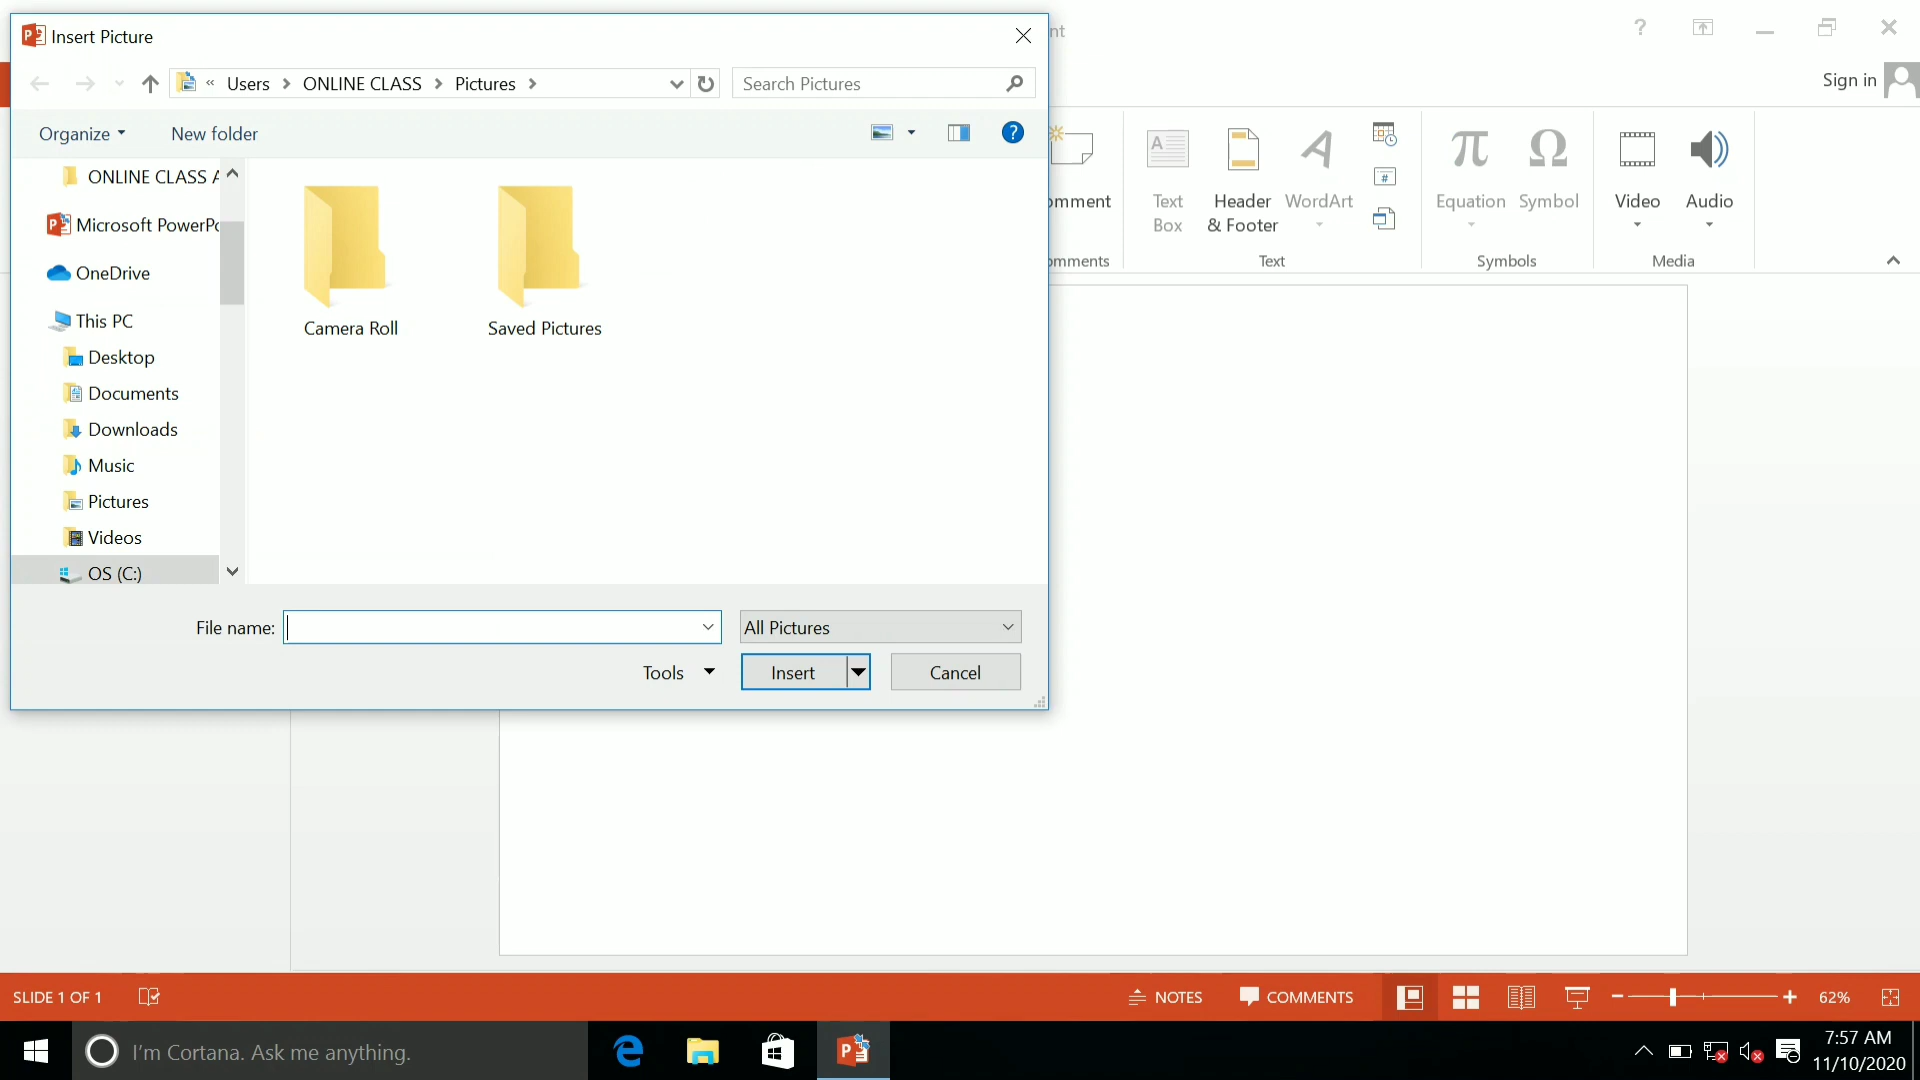 Insert Picture
nt
Sign in
« Users > ONLINE CLASS > Pictures >
Search Pictures
Organize
New folder
ONLINE CLASS A
Microsoft PowerPo
OneDrive
This PC
Desktop
Documents
Downloads
Music
Pictures
Videos
OS (C:)
Camera Roll
Saved Pictures
File name:
All Pictures
Tools
Insert
Cancel
omment
Text
Box
Header
& Footer
WordArt
#
Equation
Symbol
Video
Audio
omments
Text
Symbols
Media
SLIDE 1 OF 1
NOTES
COMMENTS
62%
I'm Cortana. Ask me anything.
7:57 AM
11/10/2020